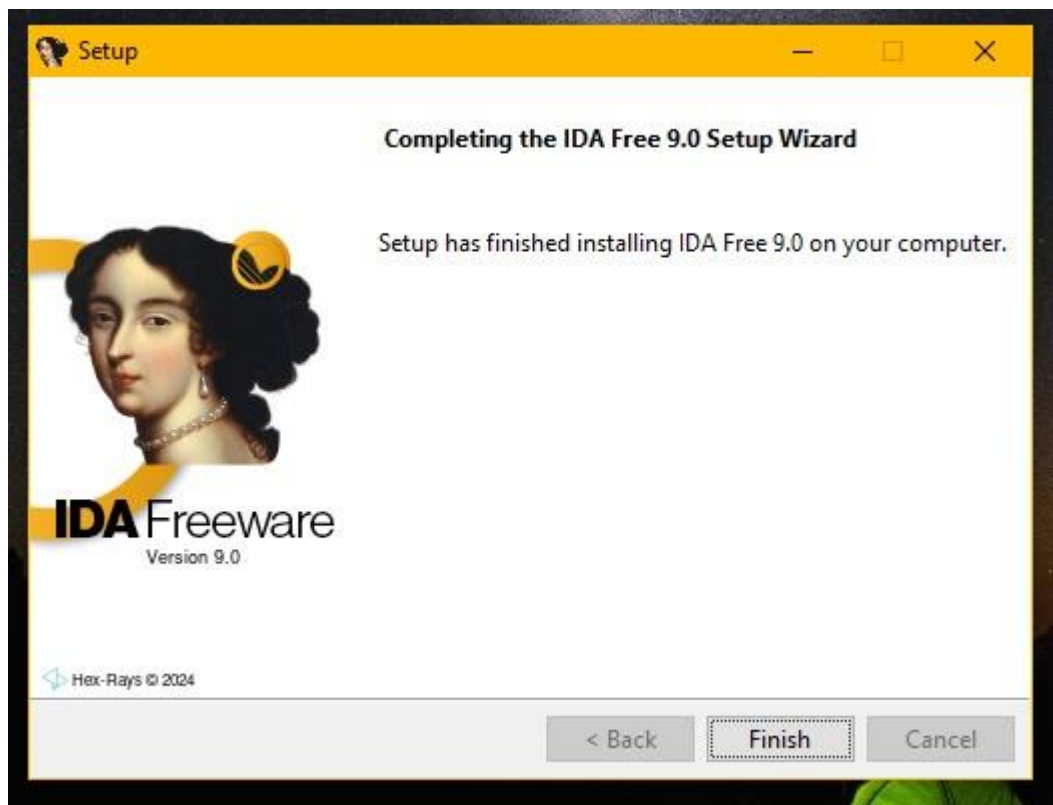 Setup
Completing the IDA Free 9.0 Setup Wizard
Setup has finished installing IDA Free 9.0 on your computer.
IDA Freeware
Version 9.0
Hex-Rays © 2024
< Back
Finish
Cancel